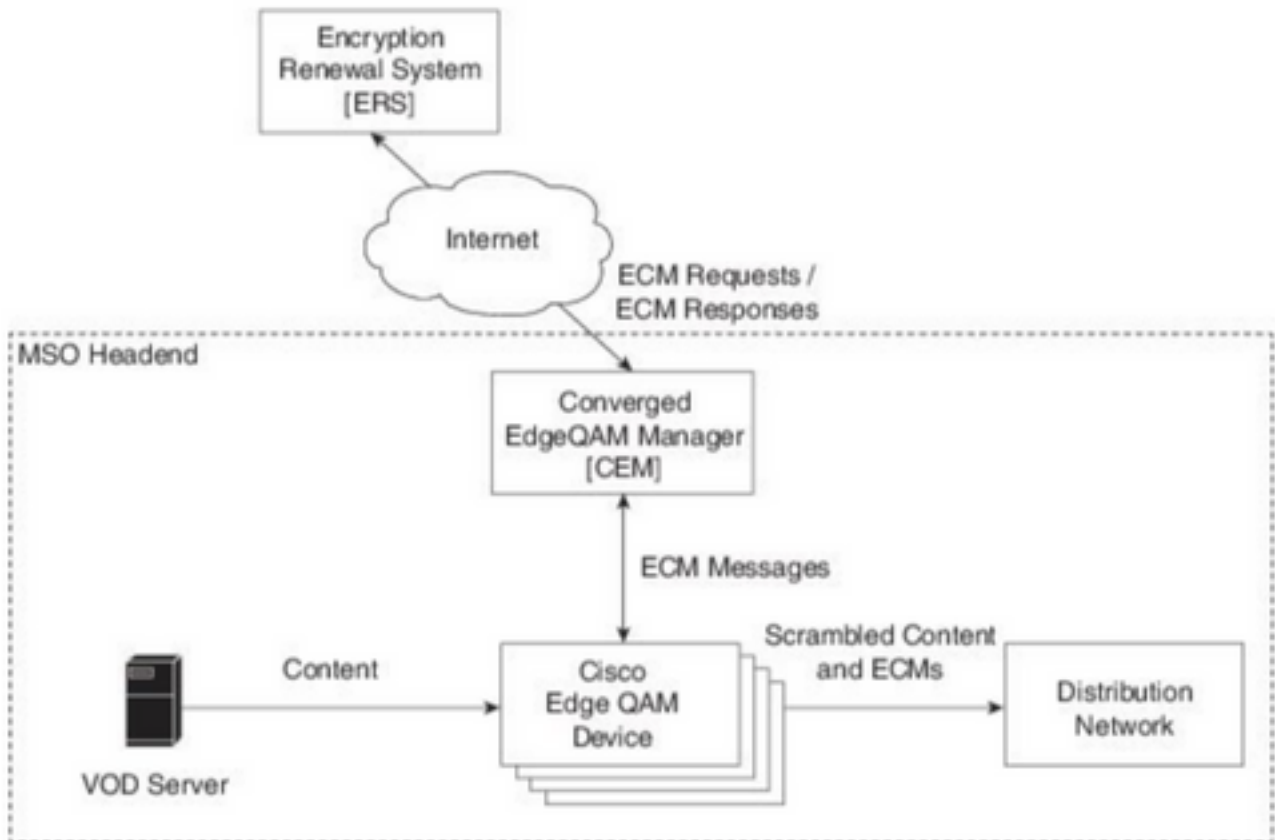 Encryption
Renewal System
[ERS]
Internet
ECM Requests /
ECM Responses
MSO Headend
Converged
EdgeQAM Manager
[CEM]
ECM Messages
Content
Cisco
Edge QAM
Device
Scrambled Content
and ECMs
Distribution
Network
VOD Server